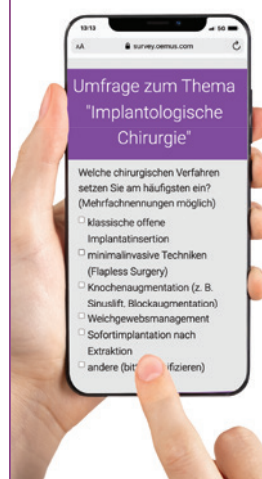 13:13
50
AA survey.oemus.com
Umfrage zum Thema
"Implantologische
Chirurgie"
Welche chirurgischen Verfahren
setzen Sie am häufigsten ein?
(Mehrfachnennungen möglich)
klassische offene
Implantatinsertion
minimalinvasive Techniken
(Flapless Surgery)
Knochenaugmentation (z. B.
Sinuslift, Blockaugmentation)
Weichgewebsmanagement
Sofortimplantation nach
Extraktion
andere